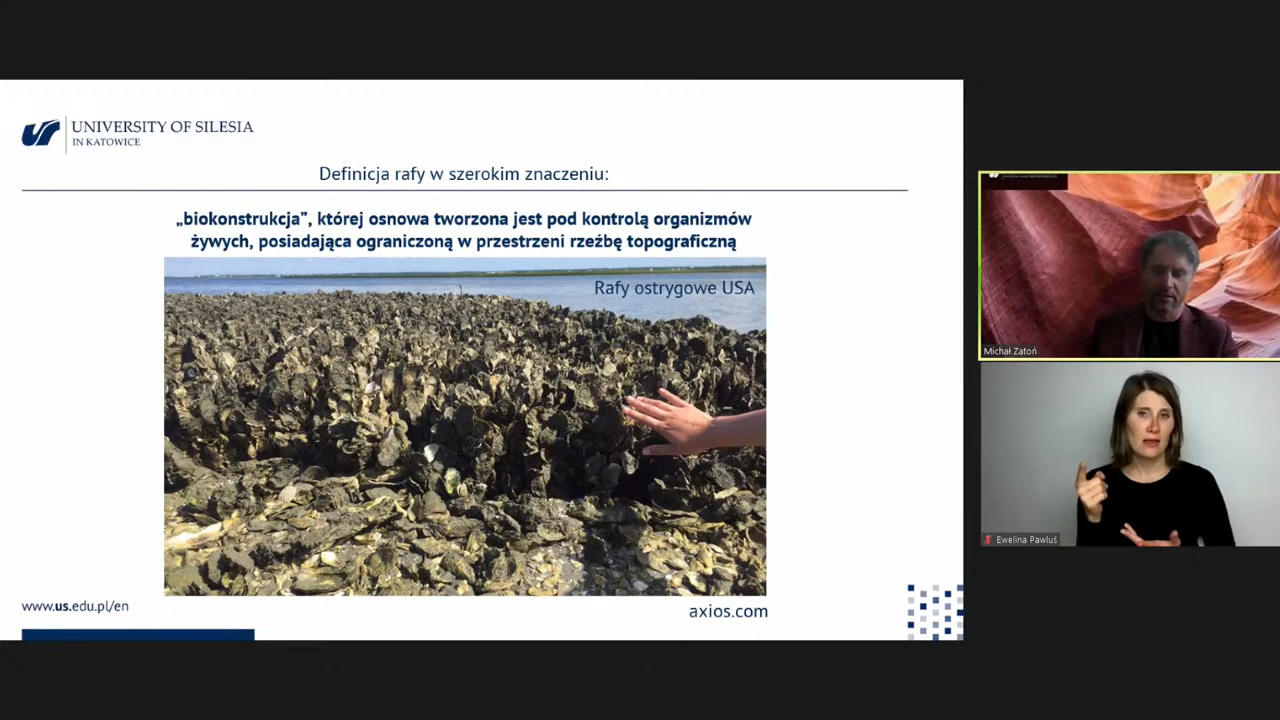 UNIVERSITY OF SILESIA
IN KATOWICE
Definicja rafy w szerokim znaczeniu:
„biokonstrukcja”, której osnowa tworzona jest pod kontrolą organizmów
żywych, posiadająca ograniczoną w przestrzeni rzeźbę topograficzną
Rafy ostrygowe USA
www.us.edu.pl/en
axios.com
Michał Zatoń
Ewelina Pawluś